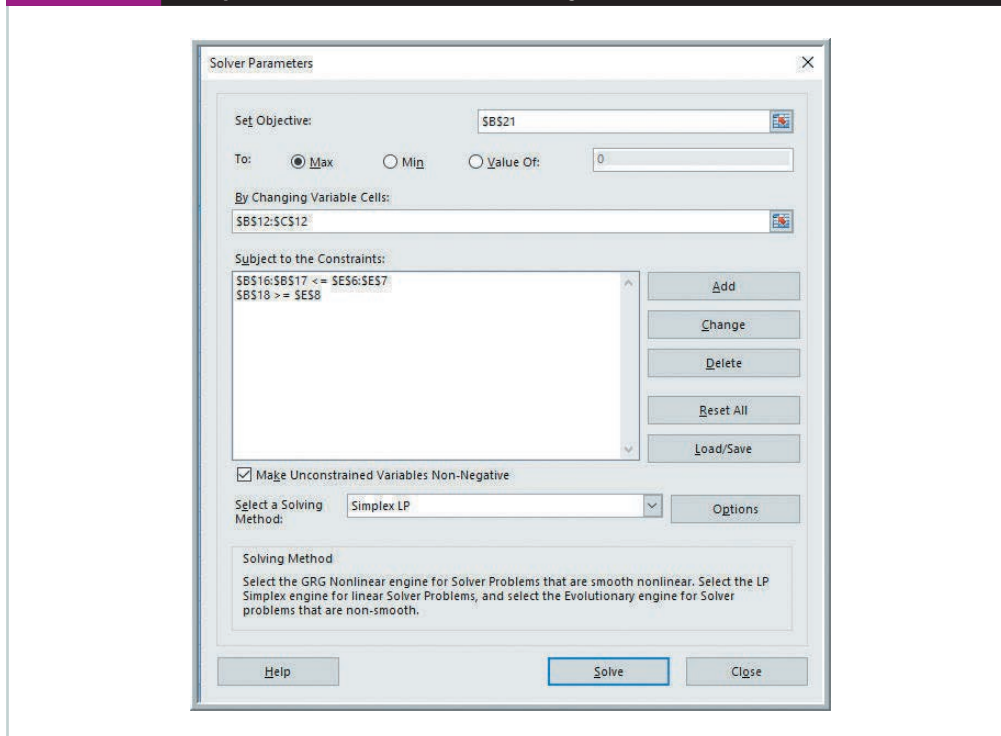 Solver Parameters
Set Objective:
$B$21
To:
Max
Min
Value Of:
0
By Changing Variable Cells:
$B$12:$C$12
Subject to the Constraints:
$B$16:$B$17 <= $E$6:$E$7
$B$18 >= $E$8
Add
Change
Delete
Reset All
Load/Save
Make Unconstrained Variables Non-Negative
Select a Solving
Method:
Simplex LP
Options
Solving Method
Select the GRG Nonlinear engine for Solver Problems that are smooth nonlinear. Select the LP
Simplex engine for linear Solver Problems, and select the Evolutionary engine for Solver
problems that are non-smooth.
Help
Solve
Close